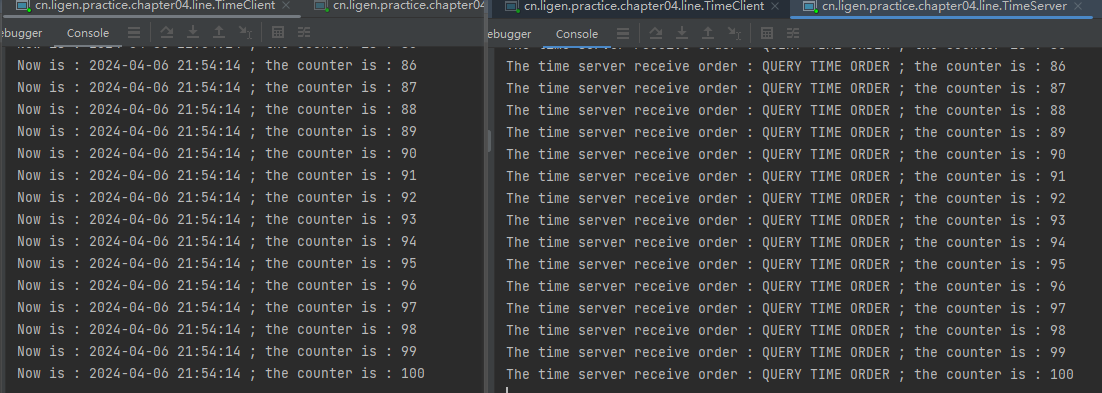 cn.ligen.practice.chapter04.line.TimeClient
cn.ligen.practice.chapter04
ebugger
Console
Now is : 2024-04-06 21:54:14 ; the counter is : 86
Now is : 2024-04-06 21:54:14 ; the counter is : 87
Now is : 2024-04-06 21:54:14 ; the counter is : 88
Now is : 2024-04-06 21:54:14 ; the counter is : 89
Now is : 2024-04-06 21:54:14 ; the counter is : 90
Now is : 2024-04-06 21:54:14 ; the counter is : 91
Now is : 2024-04-06 21:54:14 ; the counter is : 92
Now is : 2024-04-06 21:54:14 ; the counter is : 93
Now is : 2024-04-06 21:54:14 ; the counter is : 94
Now is : 2024-04-06 21:54:14 ; the counter is : 95
Now is : 2024-04-06 21:54:14 ; the counter is : 96
Now is : 2024-04-06 21:54:14 ; the counter is : 97
Now is : 2024-04-06 21:54:14 ; the counter is : 98
Now is : 2024-04-06 21:54:14 ; the counter is : 99
Now is : 2024-04-06 21:54:14 ; the counter is : 100
cn.ligen.practice.chapter04.line.TimeClient
cn.ligen.practice.chapter04.line.TimeServer
ebugger
Console
The time server receive order : QUERY TIME ORDER ; the counter is : 86
The time server receive order : QUERY TIME ORDER ; the counter is : 87
The time server receive order : QUERY TIME ORDER ; the counter is : 88
The time server receive order : QUERY TIME ORDER ; the counter is : 89
The time server receive order : QUERY TIME ORDER ; the counter is : 90
The time server receive order : QUERY TIME ORDER ; the counter is : 91
The time server receive order : QUERY TIME ORDER ; the counter is : 92
The time server receive order : QUERY TIME ORDER ; the counter is : 93
The time server receive order : QUERY TIME ORDER ; the counter is : 94
The time server receive order : QUERY TIME ORDER ; the counter is : 95
The time server receive order : QUERY TIME ORDER ; the counter is : 96
The time server receive order : QUERY TIME ORDER ; the counter is : 97
The time server receive order : QUERY TIME ORDER ; the counter is : 98
The time server receive order : QUERY TIME ORDER ; the counter is : 99
The time server receive order : QUERY TIME ORDER ; the counter is : 100